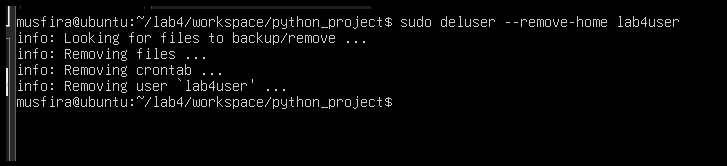 musfira@ubuntu:~/lab4/workspace/python_project$ sudo deluser --remove-home lab4user
info: Looking for files to backup/remove ...
info: Removing files ...
info: Removing crontab ...
info: Removing user `lab4user' ...
musfira@ubuntu:~/lab4/workspace/python_project$